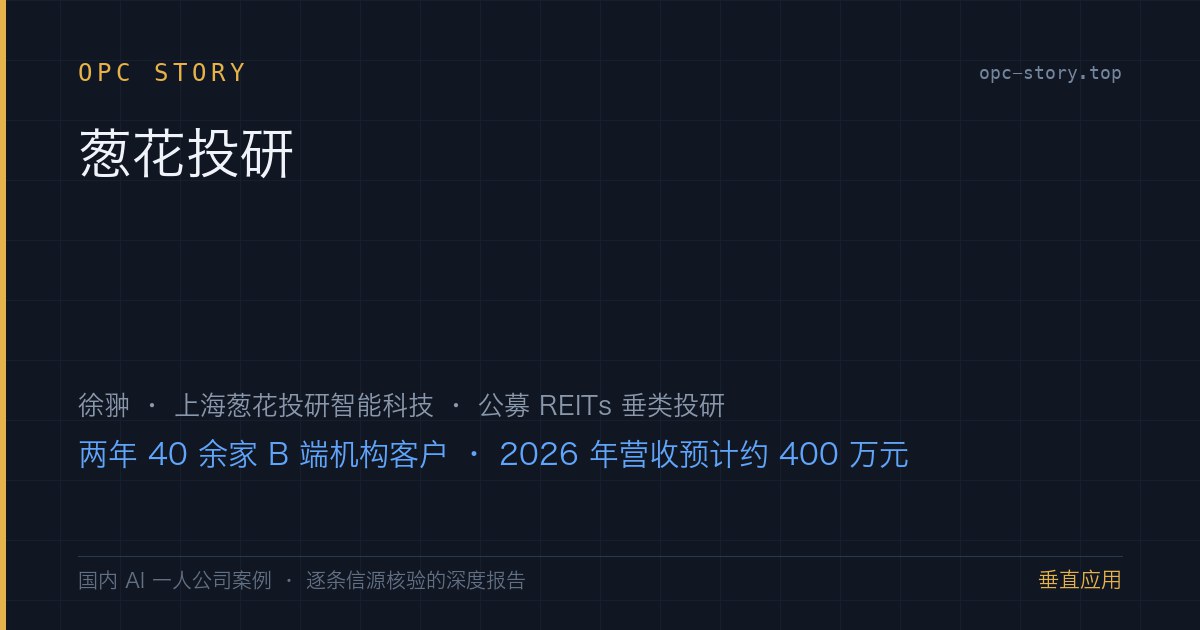 OPC STORY
opc-story.top
葱花投研
徐翀 · 上海葱花投研智能科技 · 公募 REITs 垂类投研
两年 40 余家 B 端机构客户 · 2026 年营收预计约 400 万元
国内 AI 一人公司案例 · 逐条信源核验的深度报告
垂直应用